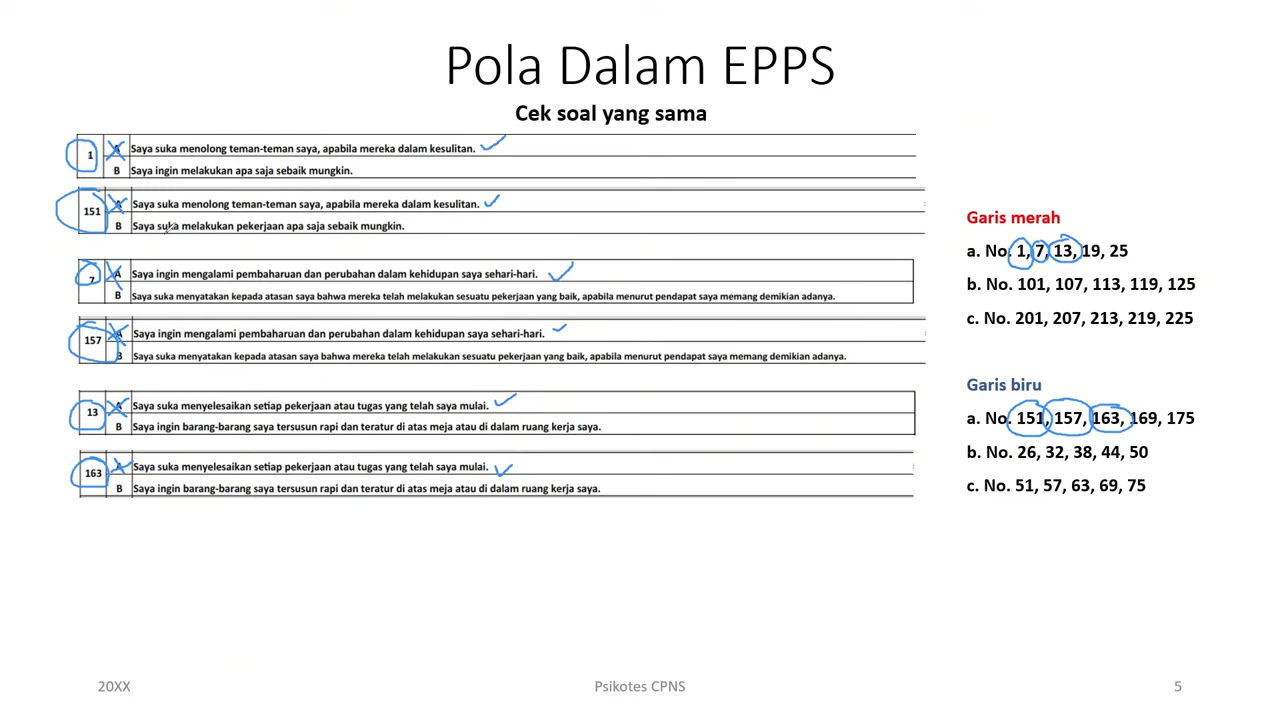 Pola Dalam EPPS
Cek soal yang sama
1 A Saya suka menolong teman-teman saya, apabila mereka dalam kesulitan.
B Saya ingin melakukan apa saja sebaik mungkin.
151 A Saya suka menolong teman-teman saya, apabila mereka dalam kesulitan.
B Saya suka melakukan pekerjaan apa saja sebaik mungkin.
7 A Saya ingin mengalami pembaharuan dan perubahan dalam kehidupan saya sehari-hari.
B Saya suka menyatakan kepada atasan saya bahwa mereka telah melakukan sesuatu pekerjaan yang baik, apabila menurut pendapat saya memang demikian adanya.
157 A Saya ingin mengalami pembaharuan dan perubahan dalam kehidupan saya sehari-hari.
B Saya suka menyatakan kepada atasan saya bahwa mereka telah melakukan sesuatu pekerjaan yang baik, apabila menurut pendapat saya memang demikian adanya.
13 A Saya suka menyelesaikan setiap pekerjaan atau tugas yang telah saya mulai.
B Saya ingin barang-barang saya tersusun rapi dan teratur di atas meja atau di dalam ruang kerja saya.
163 A Saya suka menyelesaikan setiap pekerjaan atau tugas yang telah saya mulai.
B Saya ingin barang-barang saya tersusun rapi dan teratur di atas meja atau di dalam ruang kerja saya.
Garis merah
a. No. 1, 7, 13, 19, 25
b. No. 101, 107, 113, 119, 125
c. No. 201, 207, 213, 219, 225
Garis biru
a. No. 151, 157, 163, 169, 175
b. No. 26, 32, 38, 44, 50
c. No. 51, 57, 63, 69, 75
20XX
Psikotes CPNS
5